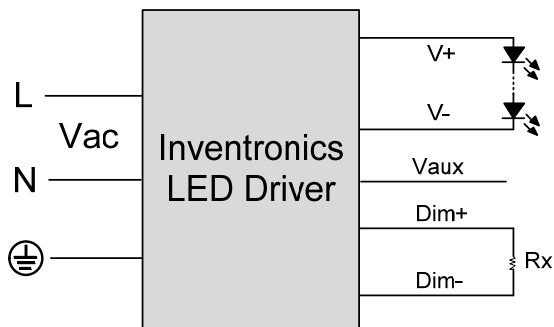 L
Vac
N
Inventronics
LED Driver
V+
V-
Vaux
Dim+
Rx
Dim-